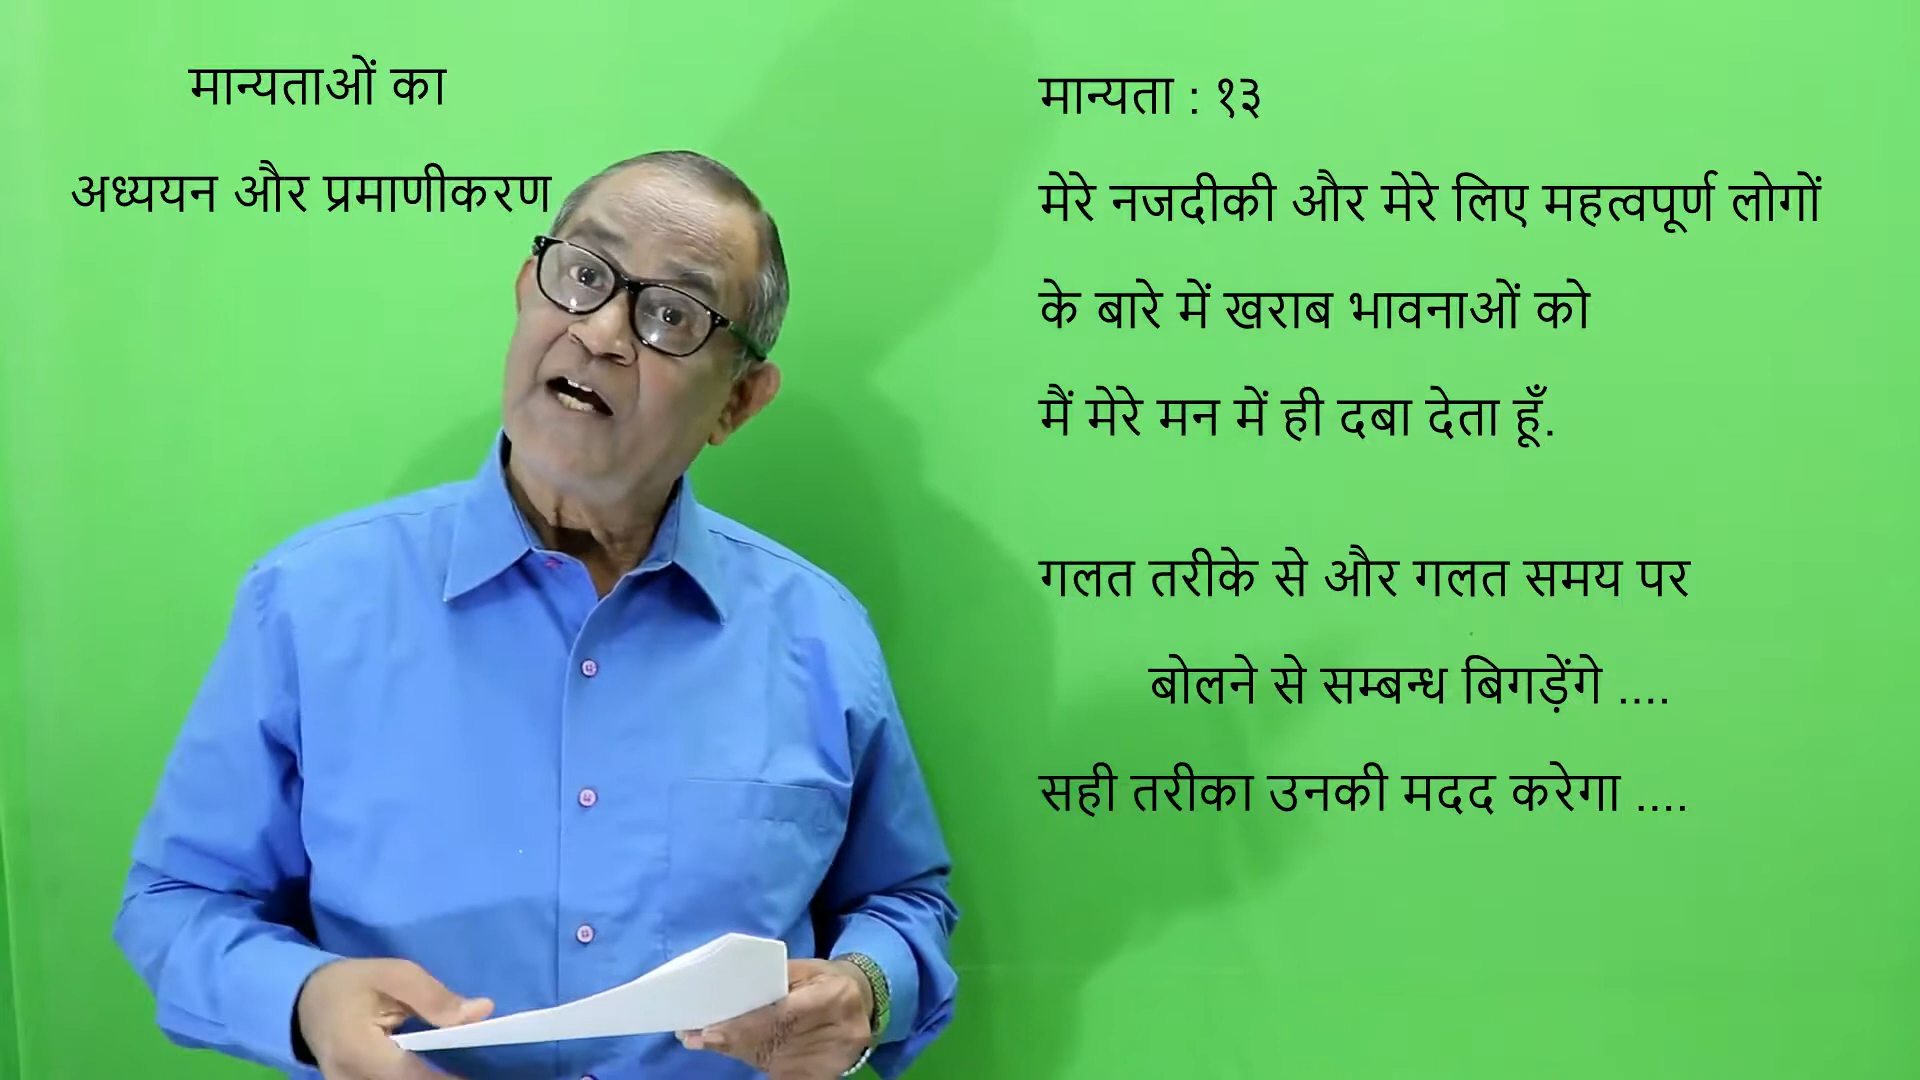 मान्यताओं का
अध्ययन और प्रमाणीकरण
मान्यता : १३
मेरे नजदीकी और मेरे लिए महत्वपूर्ण लोगों
के बारे में खराब भावनाओं को
मैं मेरे मन में ही दबा देता हूँ.
गलत तरीके से और गलत समय पर
बोलने से सम्बन्ध बिगड़ेंगे ....
सही तरीका उनकी मदद करेगा ....